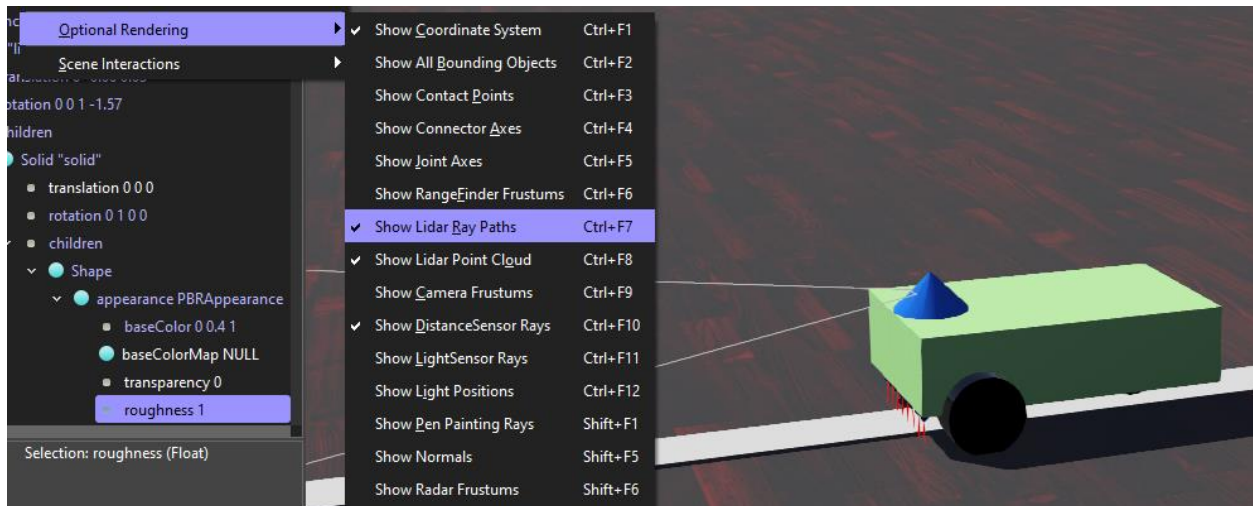 Optional Rendering
Scene Interactions
rotation 0 0 1 -1.57
children
Solid "solid"
translation 0 0 0
rotation 0 1 0 0
children
Shape
appearance PBRAppearance
baseColor 0 0.4 1
baseColorMap NULL
transparency 0
roughness 1
Selection: roughness (Float)
Show Coordinate System Ctrl+F1
Show All Bounding Objects Ctrl+F2
Show Contact Points Ctrl+F3
Show Connector Axes Ctrl+F4
Show Joint Axes Ctrl+F5
Show RangeFinder Frustums Ctrl+F6
Show Lidar Ray Paths Ctrl+F7
Show Lidar Point Cloud Ctrl+F8
Show Camera Frustums Ctrl+F9
Show DistanceSensor Rays Ctrl+F10
Show LightSensor Rays Ctrl+F11
Show Light Positions Ctrl+F12
Show Pen Painting Rays Shift+F1
Show Normals Shift+F5
Show Radar Frustums Shift+F6